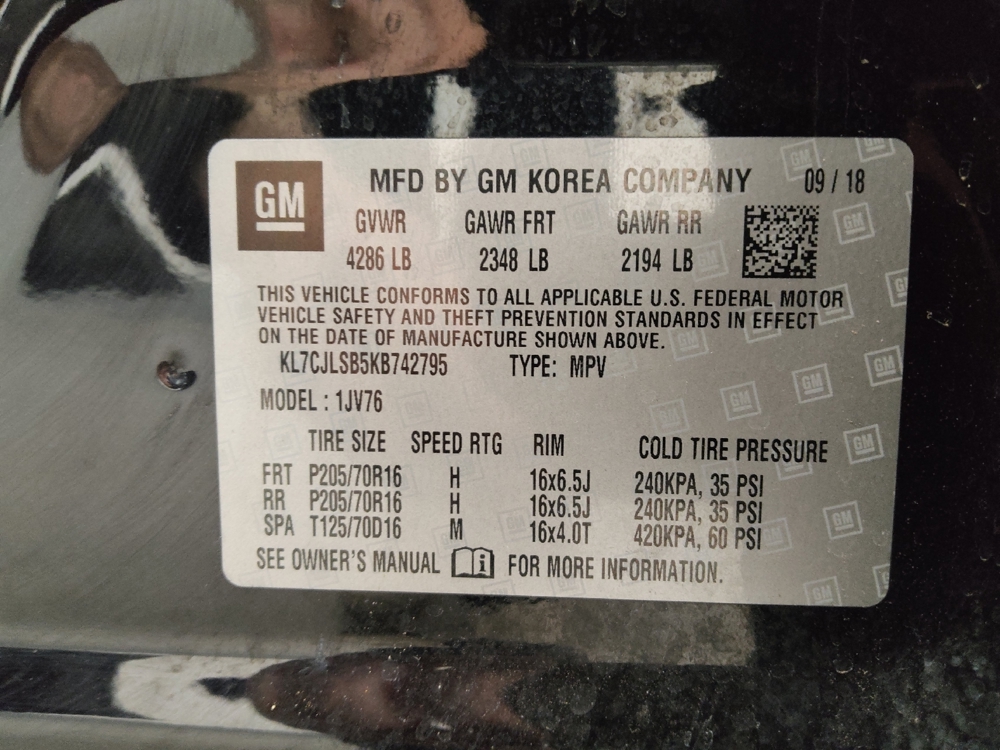 GM
MFD BY GM KOREA COMPANY 09 / 18
GVWR GAWR FRT GAWR RR
4286 LB 2348 LB 2194 LB
THIS VEHICLE CONFORMS TO ALL APPLICABLE U.S. FEDERAL MOTOR
VEHICLE SAFETY AND THEFT PREVENTION STANDARDS IN EFFECT
ON THE DATE OF MANUFACTURE SHOWN ABOVE.
KL7CJLSB5KB742795 TYPE: MPV
MODEL : 1JV76
TIRE SIZE SPEED RTG RIM COLD TIRE PRESSURE
FRT P205/70R16 H 16x6.5J 240KPA, 35 PSI
RR P205/70R16 H 16x6.5J 240KPA, 35 PSI
SPA T125/70D16 M 16x4.0T 420KPA, 60 PSI
SEE OWNER'S MANUAL i FOR MORE INFORMATION.